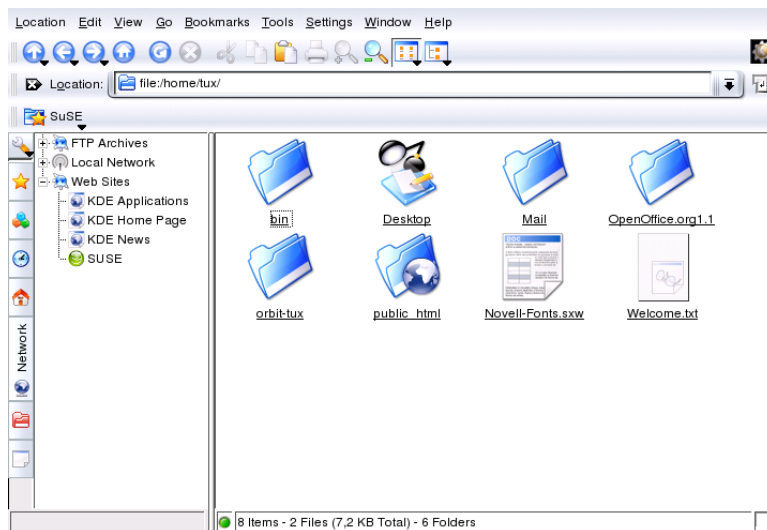 Location Edit View Go Bookmarks Tools Settings Window Help
Location: file:/home/tux/
SuSE
FTP Archives
Local Network
Web Sites
KDE Applications
KDE Home Page
KDE News
SUSE
Network
bin Desktop Mail OpenOffice.org1.1
DOC
orbit-tux public_html Novell-Fonts.sxw Welcome.txt
8 Items - 2 Files (7,2 KB Total) - 6 Folders